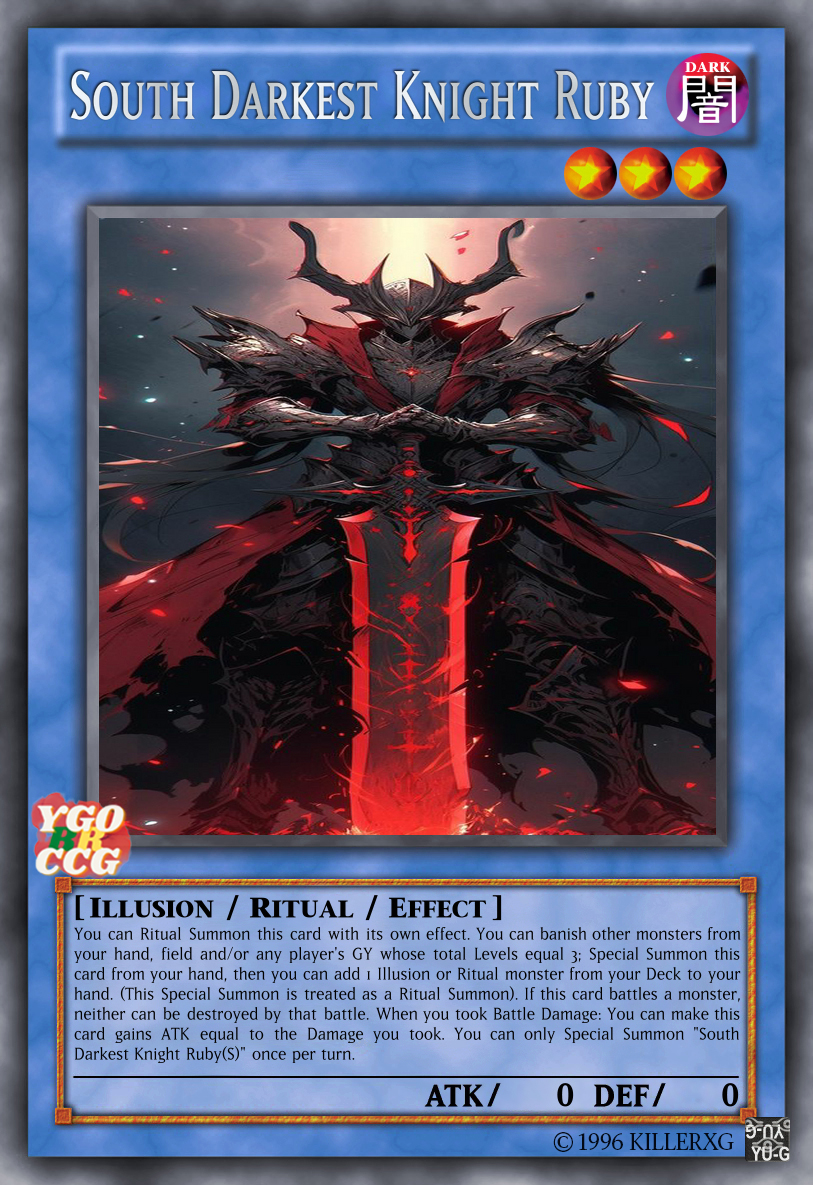 South Darkest Knight Ruby
DARK
闇
YGO
RR
CCG
[ Illusion / Ritual / Effect ]
You can Ritual Summon this card with its own effect. You can banish other monsters from
your hand, field and/or any player's GY whose total Levels equal 3; Special Summon this
card from your hand, then you can add 1 Illusion or Ritual monster from your Deck to your
hand. (This Special Summon is treated as a Ritual Summon). If this card battles a monster,
neither can be destroyed by that battle. When you took Battle Damage: You can make this
card gains ATK equal to the Damage you took. You can only Special Summon "South
Darkest Knight Ruby(S)" once per turn.
ATK/ 0 DEF/ 0
© 1996 KILLERXG
YU-G